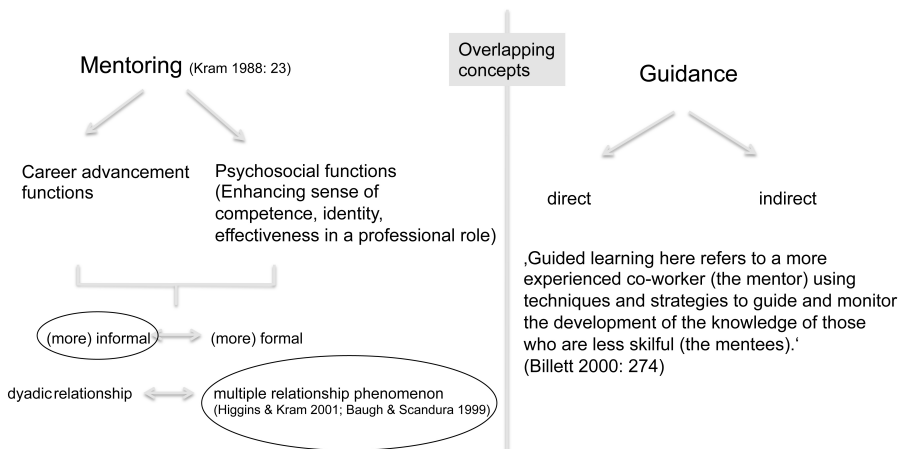 Mentoring (Kram 1988: 23)
Career advancement
functions
Psychosocial functions
(Enhancing sense of
competence, identity,
effectiveness in a professional role)
(more) informal
(more) formal
dyadic relationship
multiple relationship phenomenon
(Higgins & Kram 2001; Baugh & Scandura 1999)
Overlapping
concepts
Guidance
direct
indirect
‚Guided learning here refers to a more
experienced co-worker (the mentor) using
techniques and strategies to guide and monitor
the development of the knowledge of those
who are less skilful (the mentees).‘
(Billett 2000: 274)